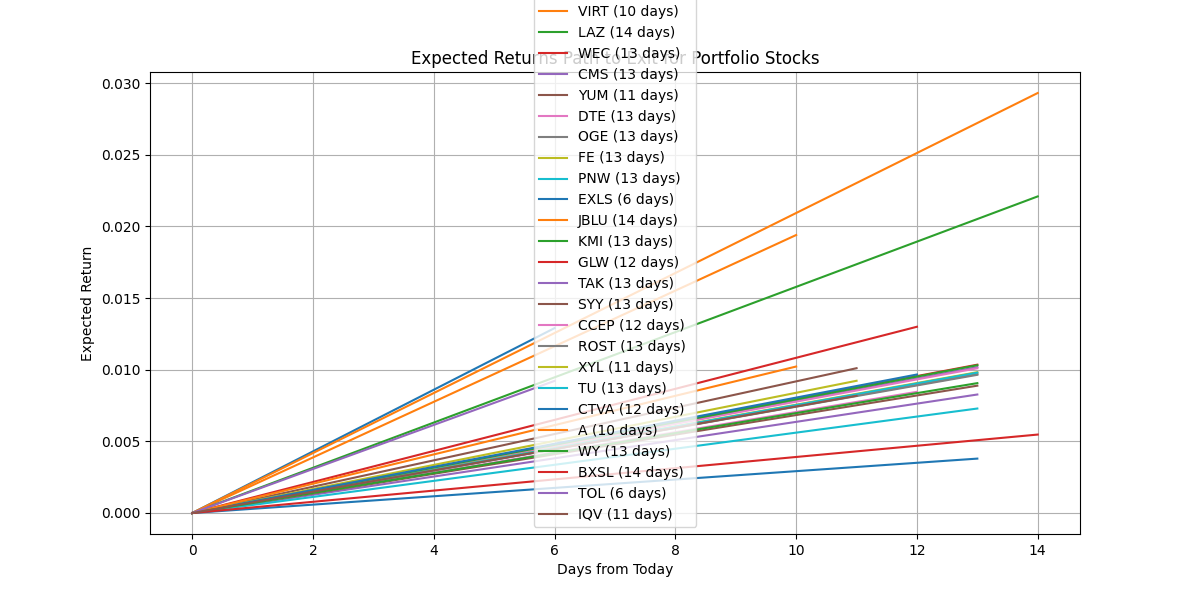 VIRT (10 days)
LAZ (14 days)
WEC (13 days)
Expected Returns Path to Exit for Portfolio Stocks
CMS (13 days)
YUM (11 days)
DTE (13 days)
OGE (13 days)
FE (13 days)
PNW (13 days)
EXLS (6 days)
JBLU (14 days)
KMI (13 days)
GLW (12 days)
TAK (13 days)
SYY (13 days)
CCEP (12 days)
ROST (13 days)
XYL (11 days)
TU (13 days)
CTVA (12 days)
A (10 days)
WY (13 days)
BXSL (14 days)
TOL (6 days)
IQV (11 days)
Expected Return
0.030
0.025
0.020
0.015
0.010
0.005
0.000
0 2 4 6 8 10 12 14
Days from Today